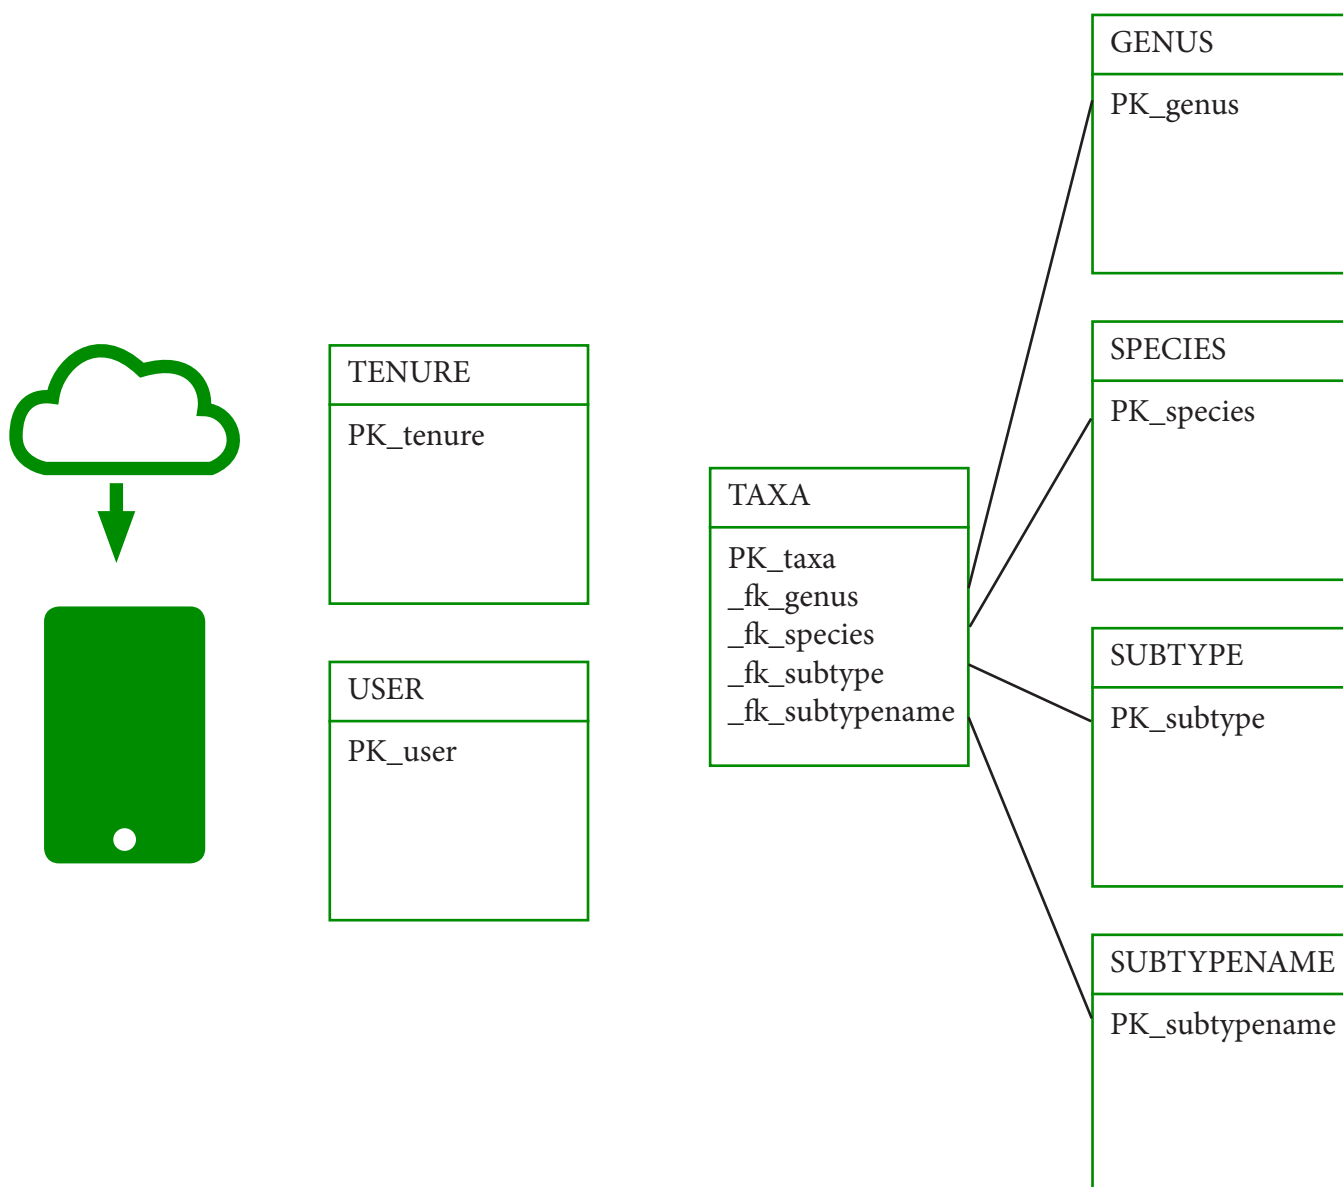 TENURE
PK_tenure
USER
PK_user
TAXA
PK_taxa
_fk_genus
_fk_species
_fk_subtype
_fk_subtypename
GENUS
PK_genus
SPECIES
PK_species
SUBTYPE
PK_subtype
SUBTYPENAME
PK_subtypename